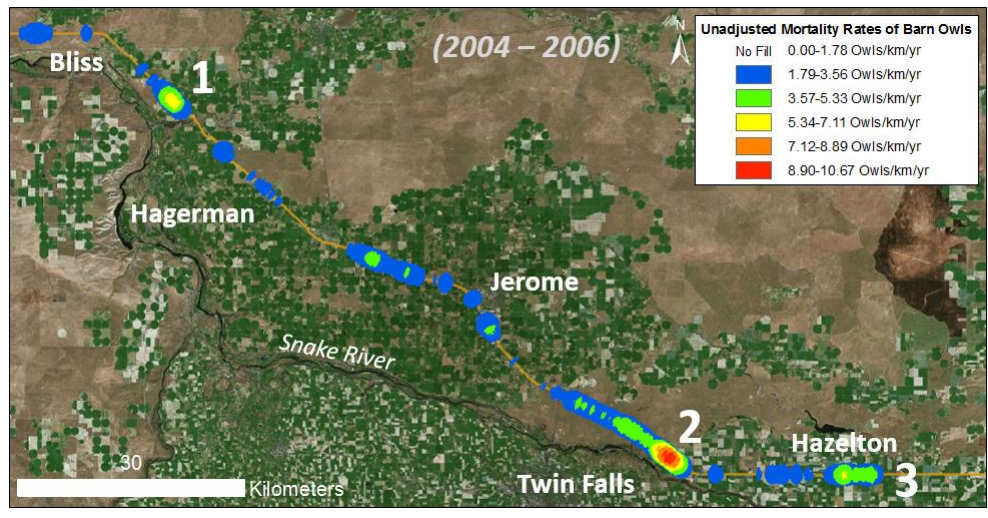 (2004 – 2006)
N
Unadjusted Mortality Rates of Barn Owls
No Fill 0.00-1.78 Owls/km/yr
1.79-3.56 Owls/km/yr
3.57-5.33 Owls/km/yr
5.34-7.11 Owls/km/yr
7.12-8.89 Owls/km/yr
8.90-10.67 Owls/km/yr
Bliss
1
Hagerman
Jerome
Snake River
2
Hazelton
30
Kilometers
Twin Falls
3